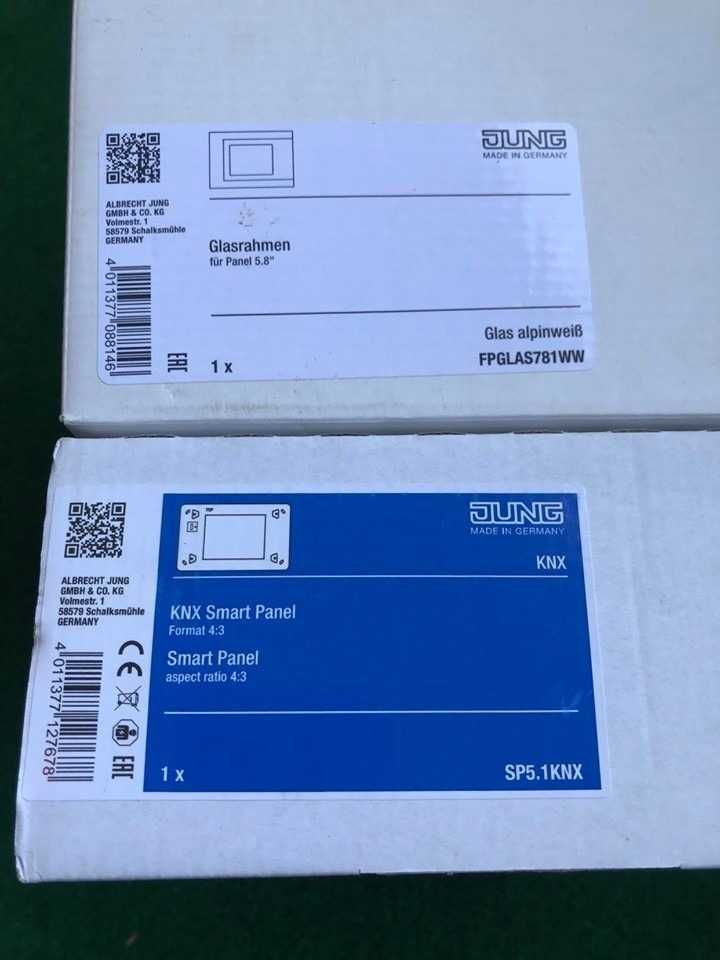 JUNG
MADE IN GERMANY
ALBRECHT JUNG
GMBH & CO. KG
Volmestr. 1
58579 Schalksmühle
GERMANY
Glasrahmen
für Panel 5.8"
4 011377 088146
EAC
1 x
Glas alpinweiß
FPGLAS781WW
TOP
JUNG
MADE IN GERMANY
KNX
ALBRECHT JUNG
GMBH & CO. KG
Volmestr. 1
58579 Schalksmühle
GERMANY
KNX Smart Panel
Format 4:3
Smart Panel
aspect ratio 4:3
4 011377 127678
CE
EAC
1 x
SP5.1KNX